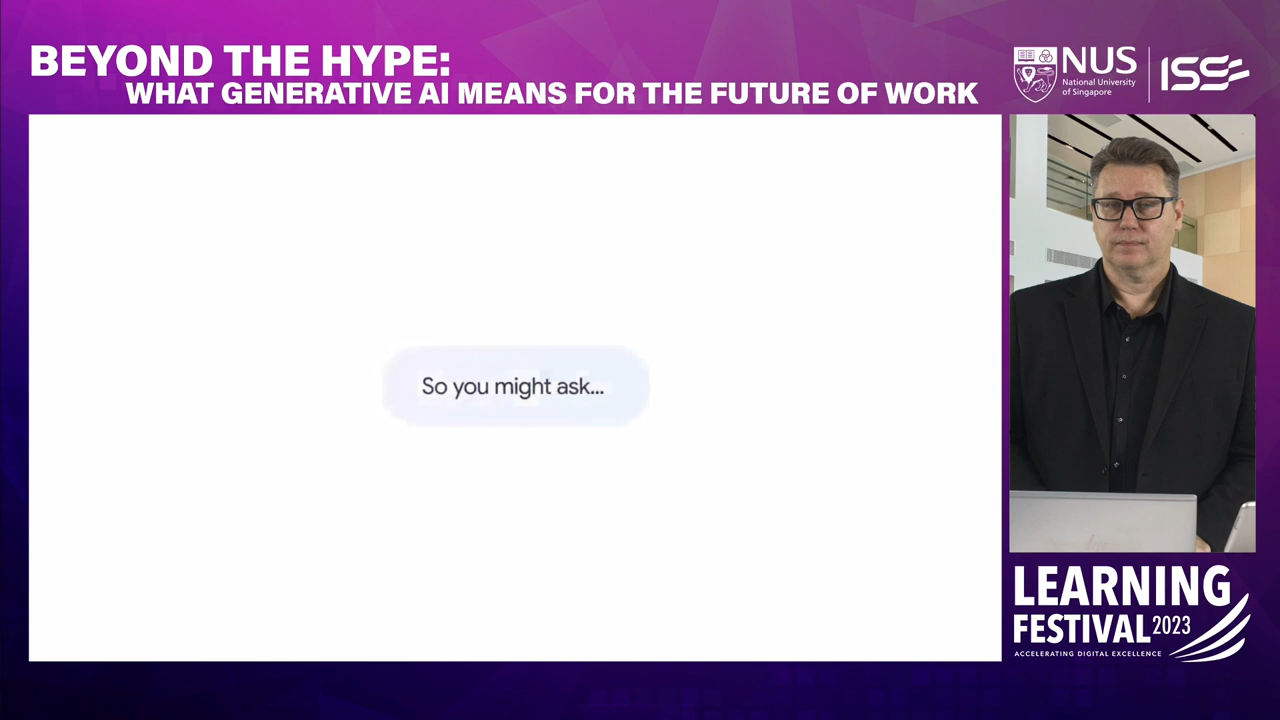 BEYOND THE HYPE:
WHAT GENERATIVE AI MEANS FOR THE FUTURE OF WORK
NUS
National University
of Singapore
ISS
So you might ask...
LEARNING
FESTIVAL 2023
ACCELERATING DIGITAL EXCELLENCE